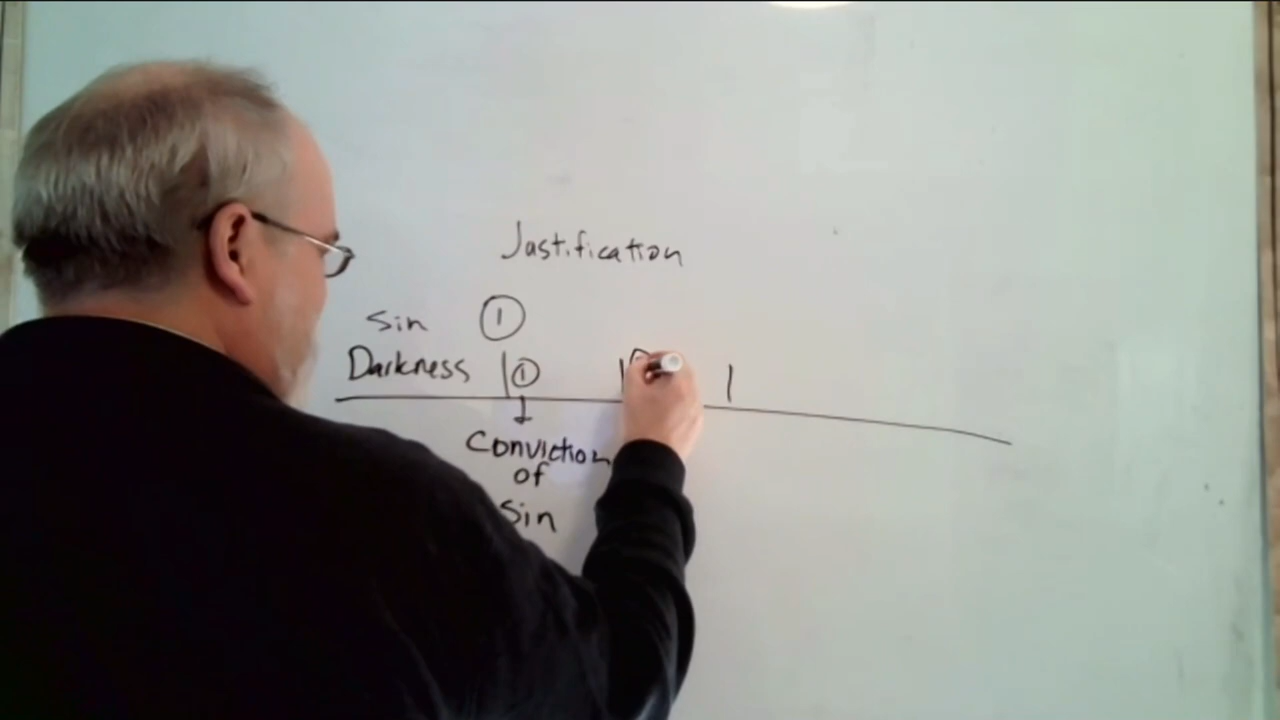 Justification
Sin ①
Darkness ①
Conviction
of
Sin